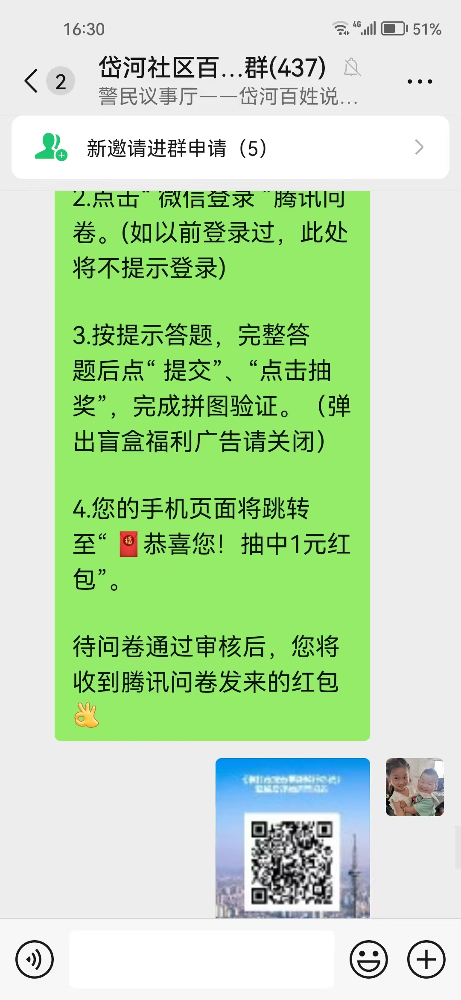 16:30
4G
51%
2
岱河社区百...群(437)
警民议事厅一一岱河百姓说...
新邀请进群申请（5）
2.点击“ 微信登录 ”腾讯问
卷。(如以前登录过，此处
将不提示登录)
3.按提示答题，完整答
题后点“ 提交”、“点击抽
奖”，完成拼图验证。（弹
出盲盒福利广告请关闭）
4.您的手机页面将跳转
至“ 福 恭喜您！抽中1元红
包”。
待问卷通过审核后，您将
收到腾讯问卷发来的红包